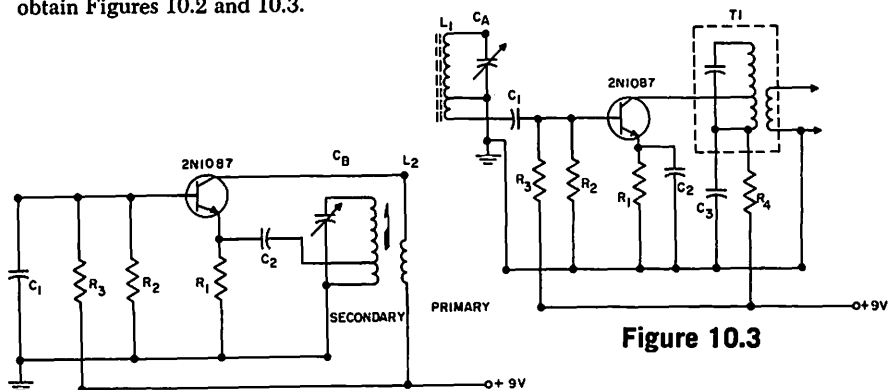 obtain Figures 10.2 and 10.3.
L1
CA
T1
C1
2N1087
R3
R2
R1
C2
C3
R4
+9V
Figure 10.3
2N1087
CB
L2
C2
C1
R3
R2
R1
SECONDARY
PRIMARY
+ 9V